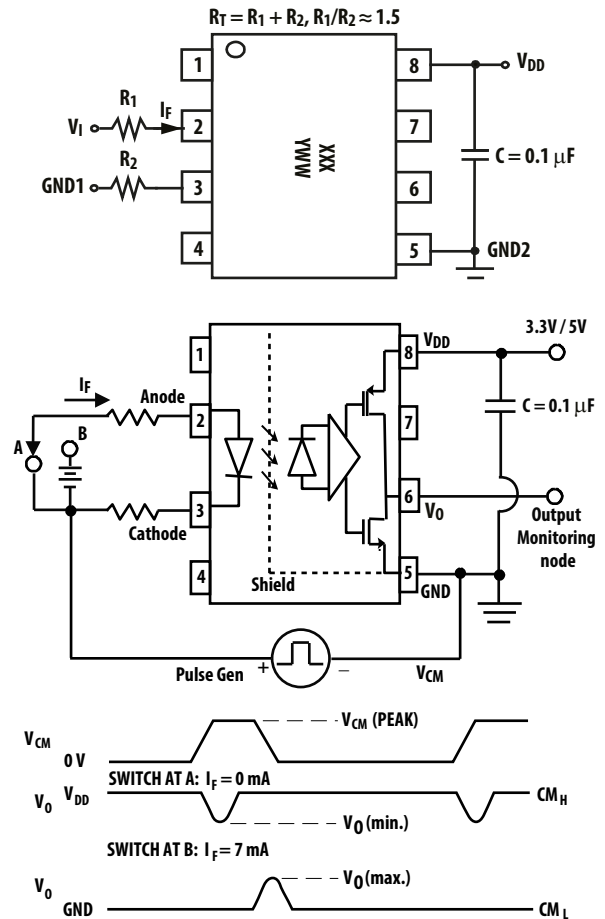 R_T = R_1 + R_2, R_1/R_2 ≈ 1.5
1
8
V_DD
R_1
I_F
V_I
2
7
XXX
YWW
C = 0.1 μF
R_2
GND1
3
6
4
5
GND2
3.3V / 5V
1
8
V_DD
I_F
Anode
C = 0.1 μF
A
B
2
7
3
6
V_O
Cathode
Output
Monitoring
node
4
Shield
5
GND
Pulse Gen
+
–
V_CM
V_CM (PEAK)
V_CM
0 V
SWITCH AT A: I_F = 0 mA
V_O
V_DD
CM_H
V_O (min.)
SWITCH AT B: I_F = 7 mA
V_O (max.)
V_O
GND
CM_L